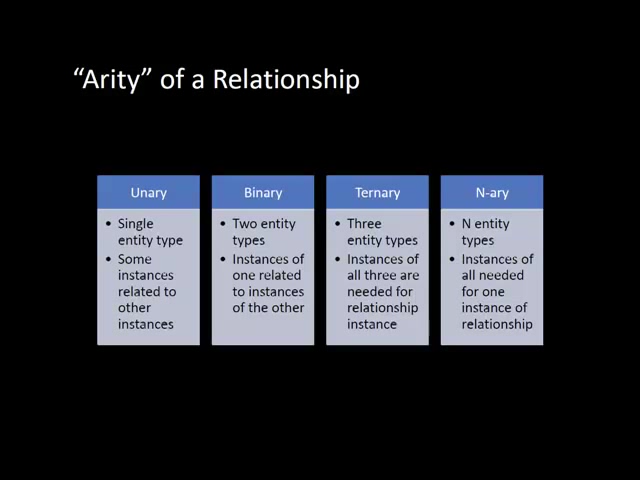 “Arity” of a Relationship
Unary
• Single
entity type
• Some
instances
related to
other
instances
Binary
• Two entity
types
• Instances of
one related
to instances
of the other
Ternary
• Three
entity types
• Instances of
all three are
needed for
relationship
instance
N-ary
• N entity
types
• Instances of
all needed
for one
instance of
relationship